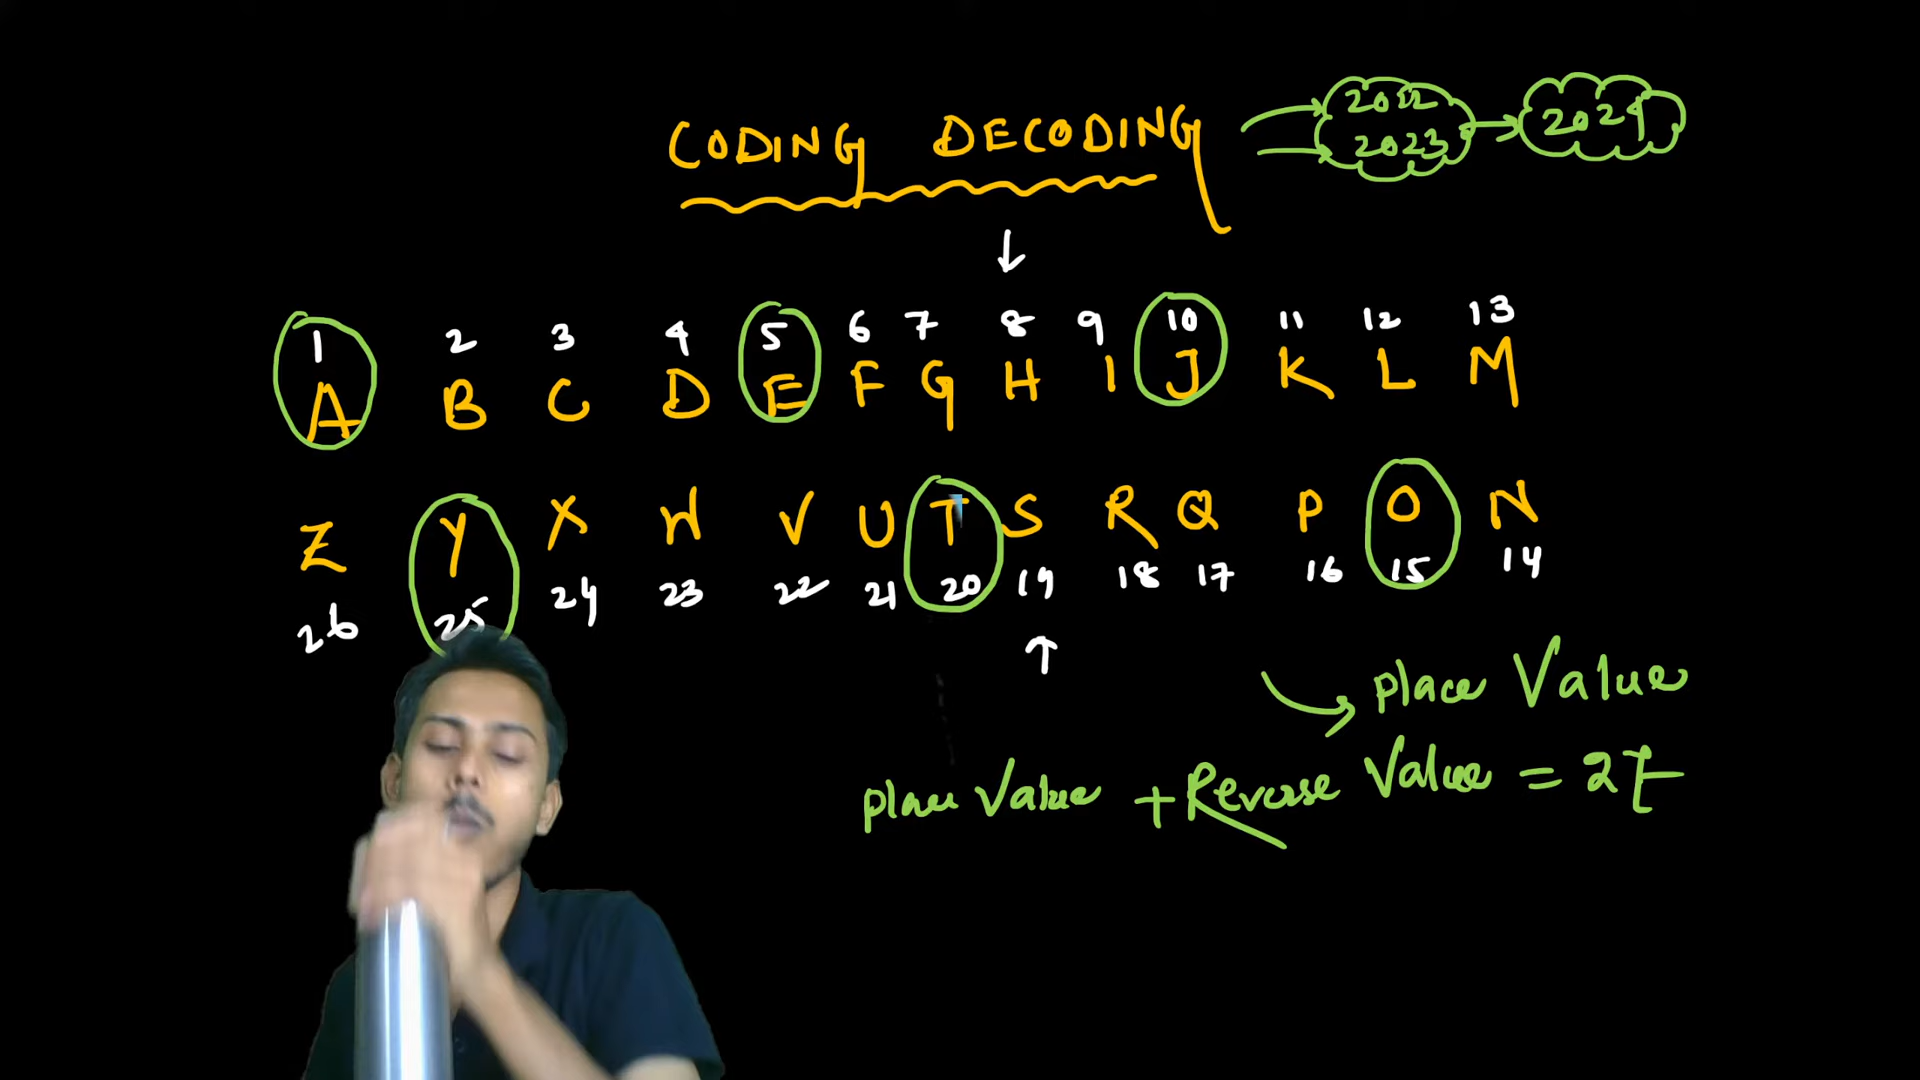 CODING DECODING
2022
2023
2024
1 2 3 4 5 6 7 8 9 10 11 12 13
A B C D E F G H I J K L M
Z Y X W V U T S R Q P O N
26 25 24 23 22 21 20 19 18 17 16 15 14
place Value
place Value + Reverse Value = 27